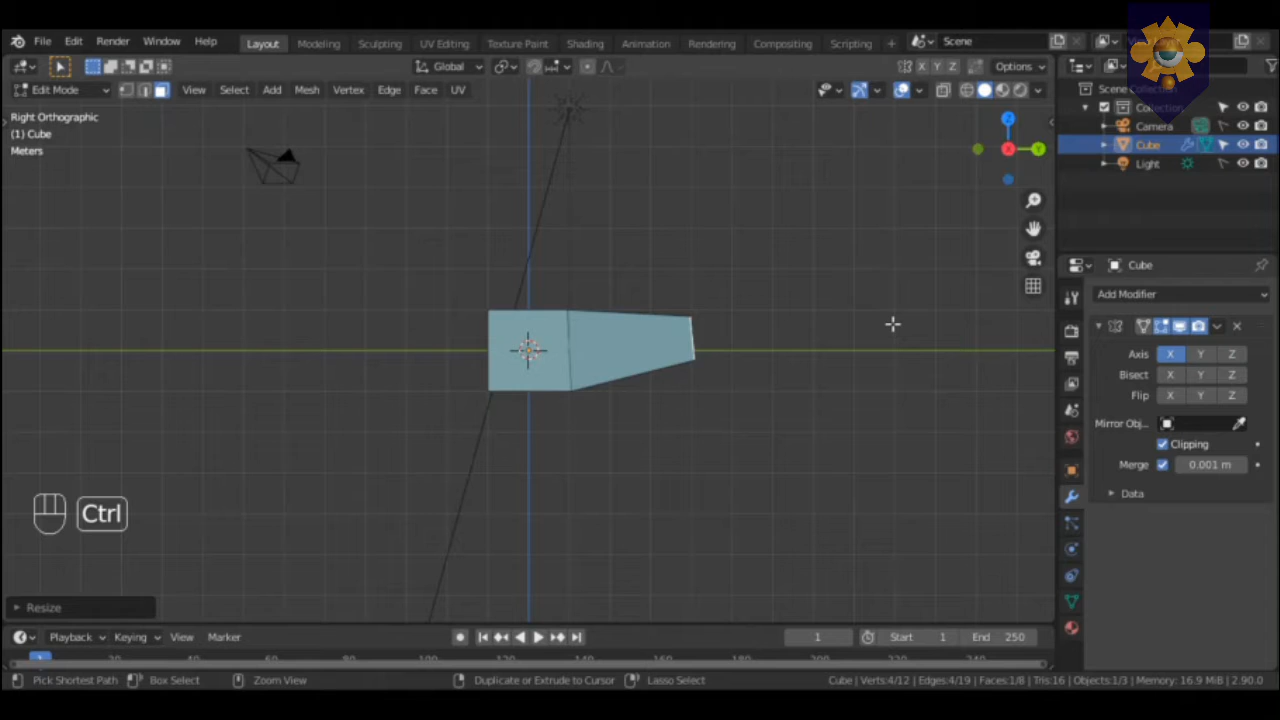 File Edit Render Window Help Layout Modeling Sculpting UV Editing Texture Paint Shading Animation Rendering Compositing Scripting + Scene
Global X Y Z Options
Edit Mode View Select Add Mesh Vertex Edge Face UV
Right Orthographic
(1) Cube
Meters
Z
X
Y
Scene Collection
Camera
Cube
Light
Cube
Add Modifier
Axis X Y Z
Bisect X Y Z
Flip X Y Z
Mirror Obj...
Clipping
Merge 0.001 m
Data
Ctrl
Resize
Playback Keying View Marker 1 Start 1 End 250
1
Pick Shortest Path Box Select Zoom View Duplicate or Extrude to Cursor Lasso Select Cube | Verts:4/12 | Edges:4/19 | Faces:1/8 | Tris:16 | Objects:1/3 | Memory: 16.9 MiB | 2.90.0